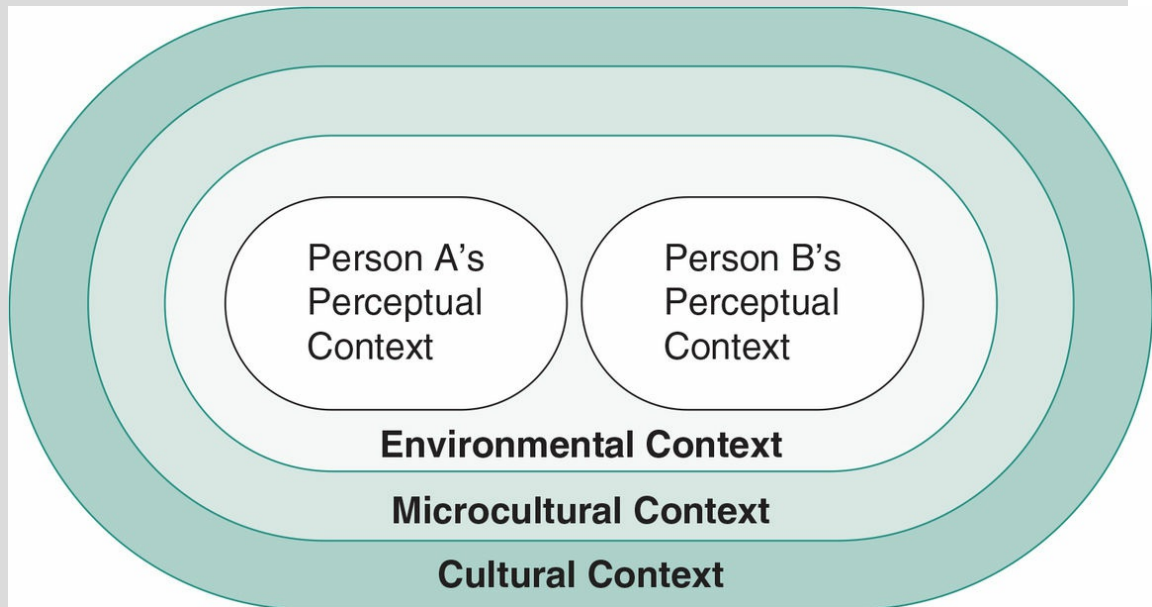 Person A’s
Perceptual
Context
Person B’s
Perceptual
Context
Environmental Context
Microcultural Context
Cultural Context